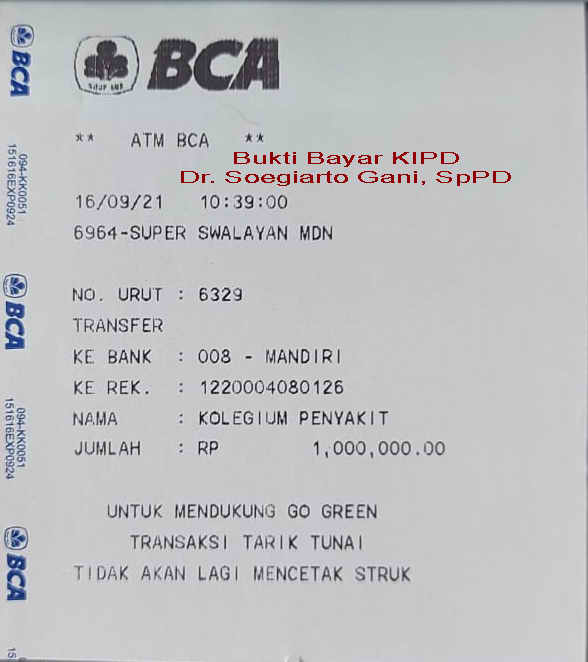 BCA
** ATM BCA **
Bukti Bayar KIPD
Dr. Soegiarto Gani, SpPD
16/09/21 10:39:00
6964-SUPER SWALAYAN MDN
NO. URUT : 6329
TRANSFER
KE BANK : 008 - MANDIRI
KE REK. : 1220004080126
NAMA : KOLEGIUM PENYAKIT
JUMLAH : RP 1,000,000.00
UNTUK MENDUKUNG GO GREEN
TRANSAKSI TARIK TUNAI
TIDAK AKAN LAGI MENCETAK STRUK
BCA
094-KK0051
151616EXP0924
BCA
094-KK0051
151616EXP0924
BCA